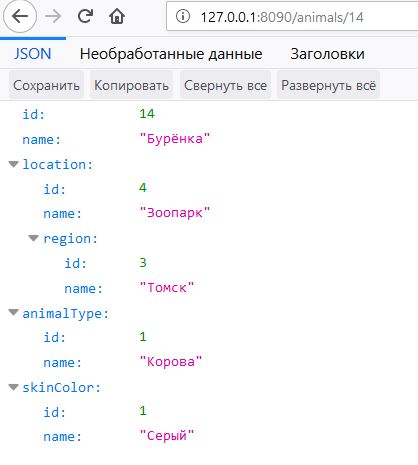 127.0.0.1:8090/animals/14
JSON Необработанные данные Заголовки
Сохранить Копировать Свернуть все Развернуть всё
id: 14
name: "Бурёнка"
location:
id: 4
name: "Зоопарк"
region:
id: 3
name: "Томск"
animalType:
id: 1
name: "Корова"
skinColor:
id: 1
name: "Серый"